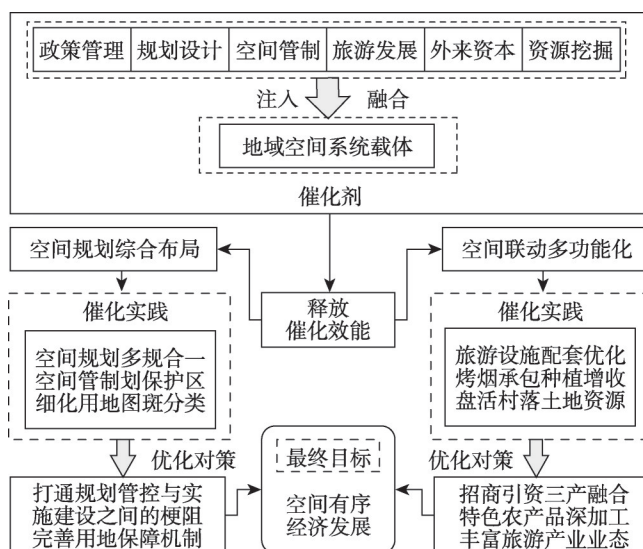 政策管理 规划设计 空间管制 旅游发展 外来资本 资源挖掘
注入 融合
地域空间系统载体
催化剂
空间规划综合布局
空间联动多功能化
释放
催化效能
催化实践
空间规划多规合一
空间管制划保护区
细化用地图斑分类
催化实践
旅游设施配套优化
烤烟承包种植增收
盘活村落土地资源
优化对策
优化对策
打通规划管控与实
施建设之间的梗阻
完善用地保障机制
最终目标
空间有序
经济发展
招商引资三产融合
特色农产品深加工
丰富旅游产业业态